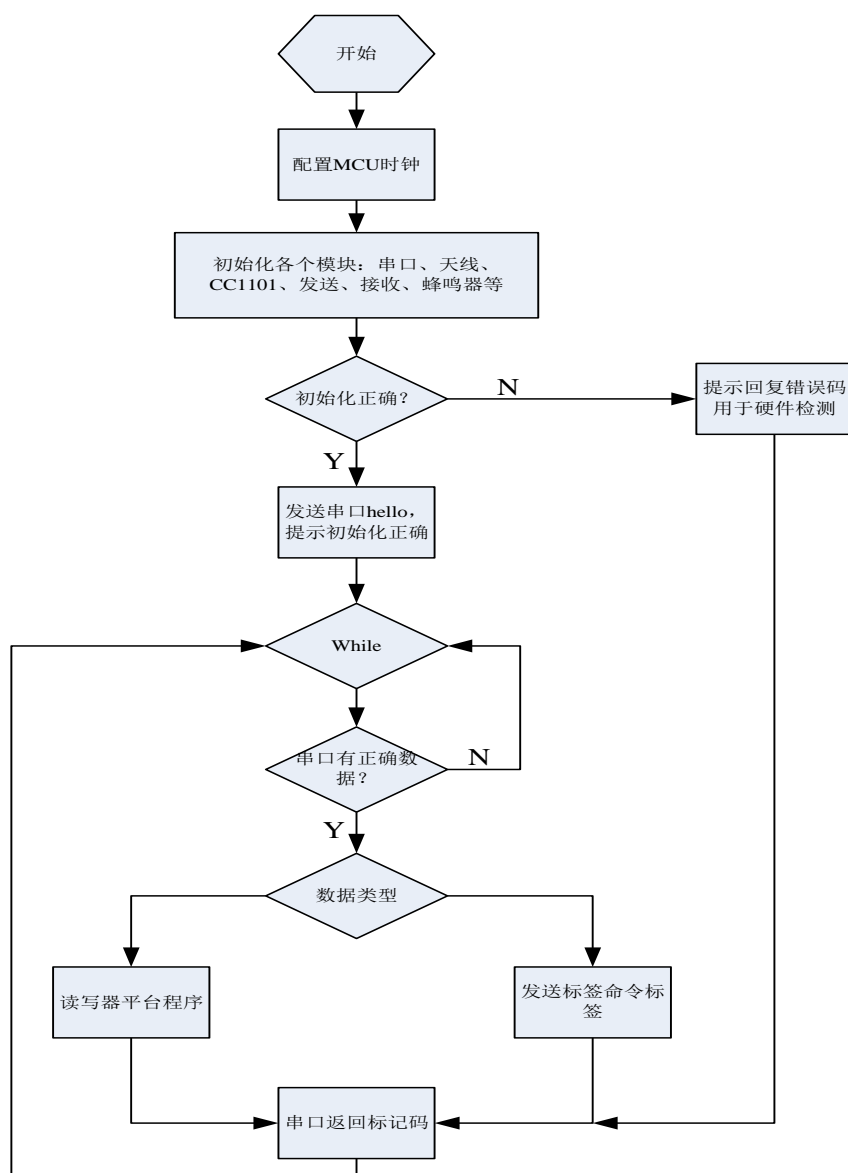 开始
配置MCU时钟
初始化各个模块：串口、天线、
CC1101、发送、接收、蜂鸣器等
初始化正确？
N
提示回复错误码
用于硬件检测
Y
发送串口hello，
提示初始化正确
While
串口有正确数
据？
N
Y
数据类型
读写器平台程序
发送标签命令标
签
串口返回标记码